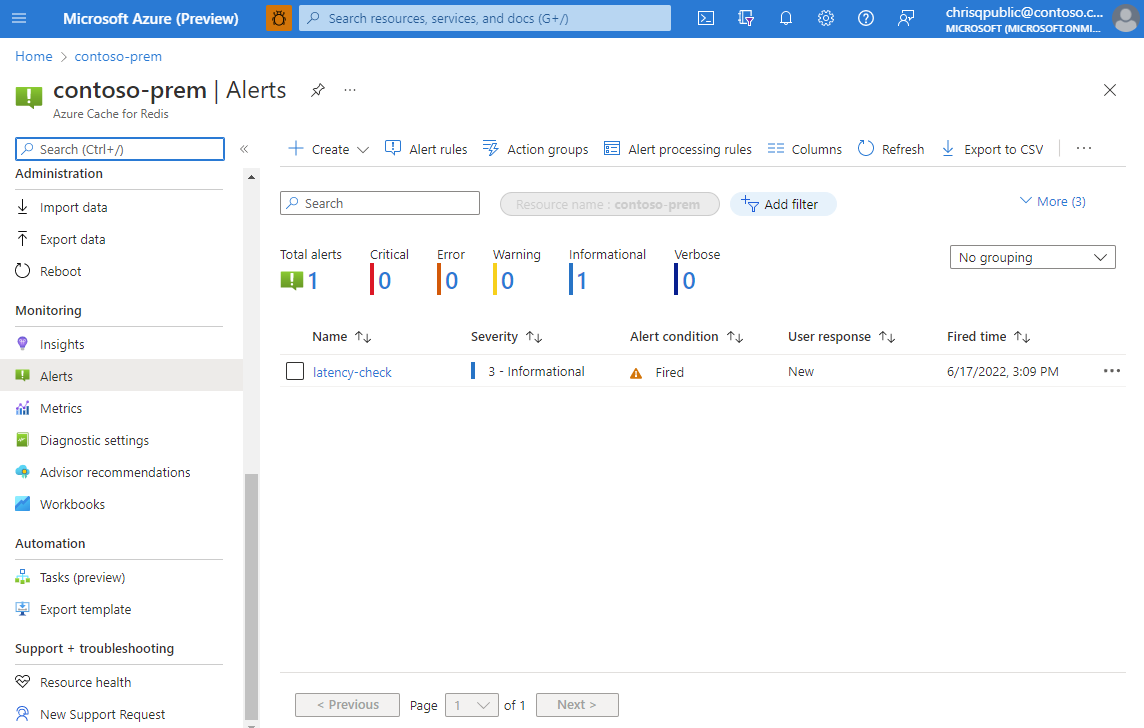 Microsoft Azure (Preview)
Search resources, services, and docs (G+/)
chrisqpublic@contoso.c...
MICROSOFT (MICROSOFT.ONMI...
Home > contoso-prem
contoso-prem | Alerts
Azure Cache for Redis
Search (Ctrl+/)
Administration
Import data
Export data
Reboot
Monitoring
Insights
Alerts
Metrics
Diagnostic settings
Advisor recommendations
Workbooks
Automation
Tasks (preview)
Export template
Support + troubleshooting
Resource health
New Support Request
Create
Alert rules
Action groups
Alert processing rules
Columns
Refresh
Export to CSV
Search
Resource name : contoso-prem
Add filter
More (3)
Total alerts
1
Critical
0
Error
0
Warning
0
Informational
1
Verbose
0
No grouping
Name Severity Alert condition User response Fired time
latency-check 3 - Informational Fired New 6/17/2022, 3:09 PM
< Previous Page 1 of 1 Next >